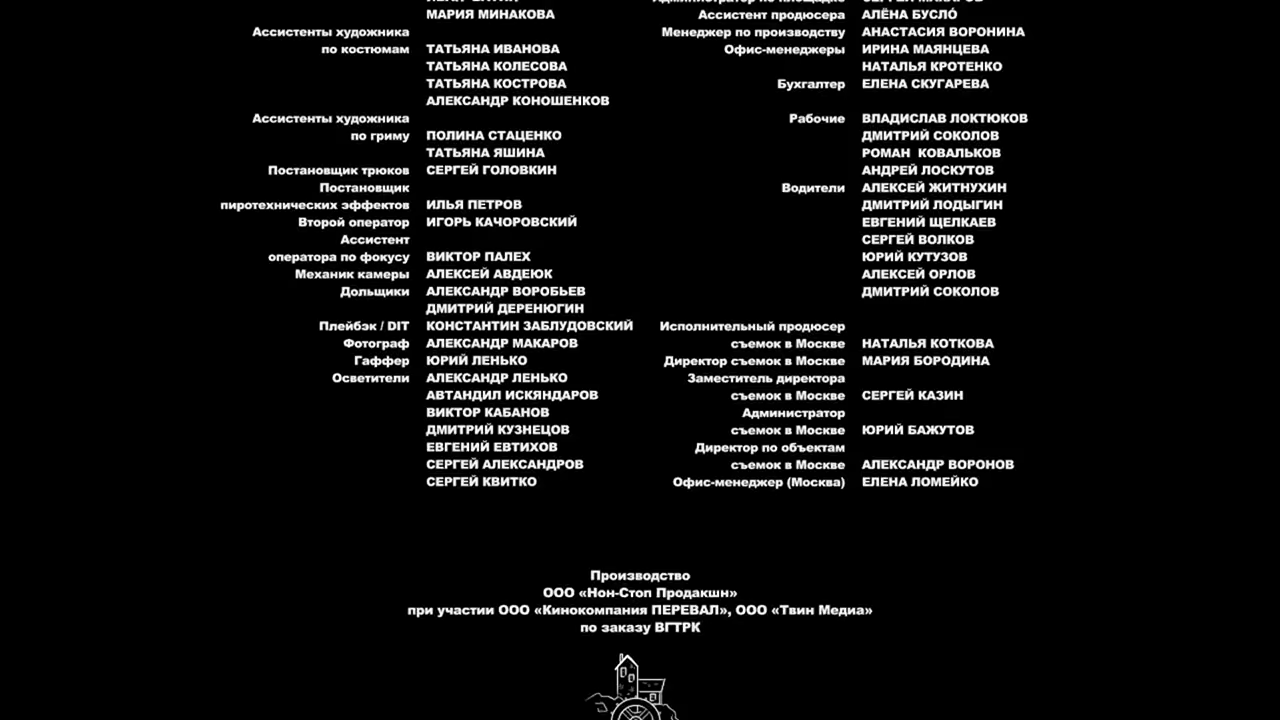 МАРИЯ МИНАКОВА
Ассистенты художника
по костюмам ТАТЬЯНА ИВАНОВА
ТАТЬЯНА КОЛЕСОВА
ТАТЬЯНА КОСТРОВА
АЛЕКСАНДР КОНОШЕНКОВ
Ассистенты художника
по гриму ПОЛИНА СТАЦЕНКО
ТАТЬЯНА ЯШИНА
Постановщик трюков СЕРГЕЙ ГОЛОВКИН
Постановщик
пиротехнических эффектов ИЛЬЯ ПЕТРОВ
Второй оператор ИГОРЬ КАЧОРОВСКИЙ
Ассистент
оператора по фокусу ВИКТОР ПАЛЕХ
Механик камеры АЛЕКСЕЙ АВДЕЮК
Дольщики АЛЕКСАНДР ВОРОБЬЕВ
ДМИТРИЙ ДЕРЕНЮГИН
Плейбэк / DIT КОНСТАНТИН ЗАБЛУДОВСКИЙ
Фотограф АЛЕКСАНДР МАКАРОВ
Гаффер ЮРИЙ ЛЕНЬКО
Осветители АЛЕКСАНДР ЛЕНЬКО
АВТАНДИЛ ИСКЯНДАРОВ
ВИКТОР КАБАНОВ
ДМИТРИЙ КУЗНЕЦОВ
ЕВГЕНИЙ ЕВТИХОВ
СЕРГЕЙ АЛЕКСАНДРОВ
СЕРГЕЙ КВИТКО
Ассистент продюсера АЛЁНА БУСЛÓ
Менеджер по производству АНАСТАСИЯ ВОРОНИНА
Офис-менеджеры ИРИНА МАЯНЦЕВА
НАТАЛЬЯ КРОТЕНКО
Бухгалтер ЕЛЕНА СКУГАРЕВА
Рабочие ВЛАДИСЛАВ ЛОКТЮКОВ
ДМИТРИЙ СОКОЛОВ
РОМАН КОВАЛЬКОВ
АНДРЕЙ ЛОСКУТОВ
Водители АЛЕКСЕЙ ЖИТНУХИН
ДМИТРИЙ ЛОДЫГИН
ЕВГЕНИЙ ЩЕЛКАЕВ
СЕРГЕЙ ВОЛКОВ
ЮРИЙ КУТУЗОВ
АЛЕКСЕЙ ОРЛОВ
ДМИТРИЙ СОКОЛОВ
Исполнительный продюсер
съемок в Москве НАТАЛЬЯ КОТКОВА
Директор съемок в Москве МАРИЯ БОРОДИНА
Заместитель директора
съемок в Москве СЕРГЕЙ КАЗИН
Администратор
съемок в Москве ЮРИЙ БАЖУТОВ
Директор по объектам
съемок в Москве АЛЕКСАНДР ВОРОНОВ
Офис-менеджер (Москва) ЕЛЕНА ЛОМЕЙКО
Производство
ООО «Нон-Стоп Продакшн»
при участии ООО «Кинокомпания ПЕРЕВАЛ», ООО «Твин Медиа»
по заказу ВГТРК